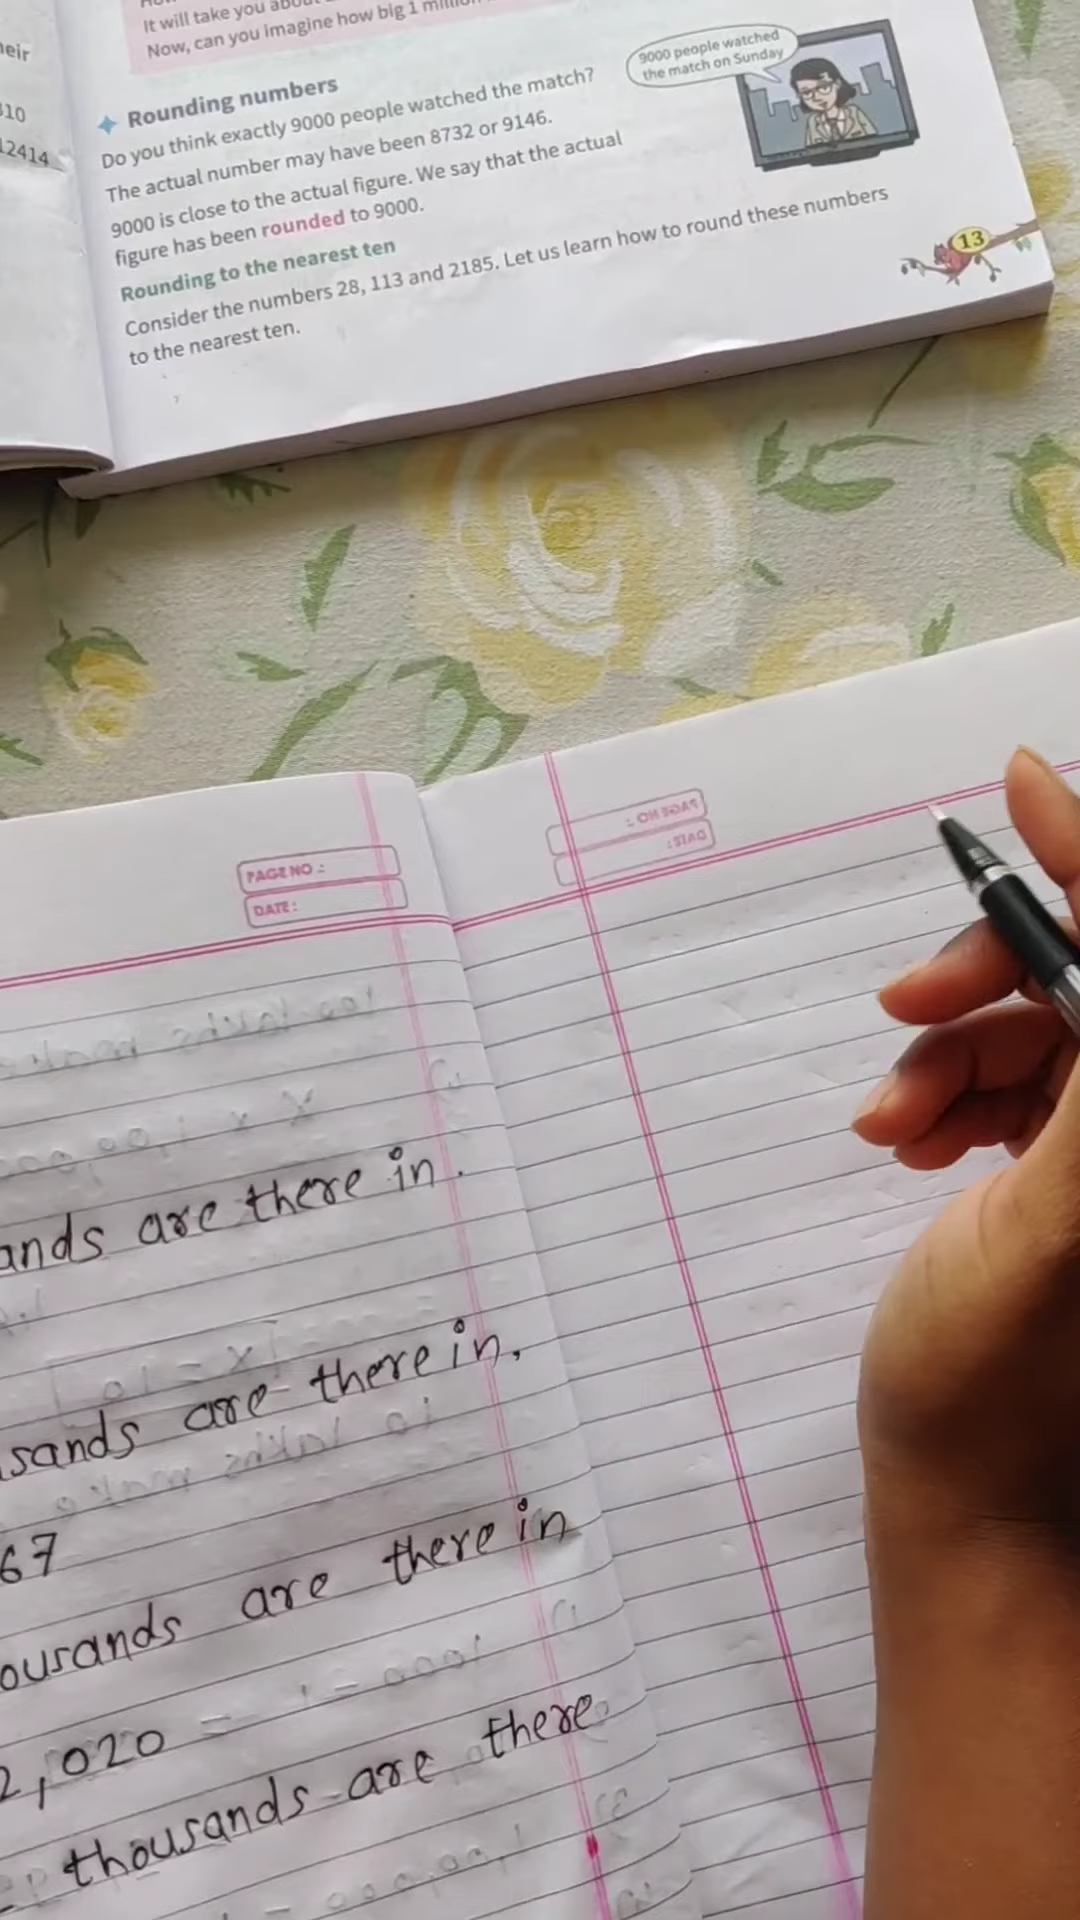 It will take you about
Now, can you imagine how big 1 million
heir
310
12414
Rounding numbers
Do you think exactly 9000 people watched the match?
The actual number may have been 8732 or 9146.
9000 is close to the actual figure. We say that the actual
figure has been rounded to 9000.
9000 people watched
the match on Sunday
Rounding to the nearest ten
Consider the numbers 28, 113 and 2185. Let us learn how to round these numbers
to the nearest ten.
13
PAGE NO :
DATE:
PAGE NO :
DATE:
ands are there in.
sands are there in,
67
ousands are there in
2,020
thousands are there